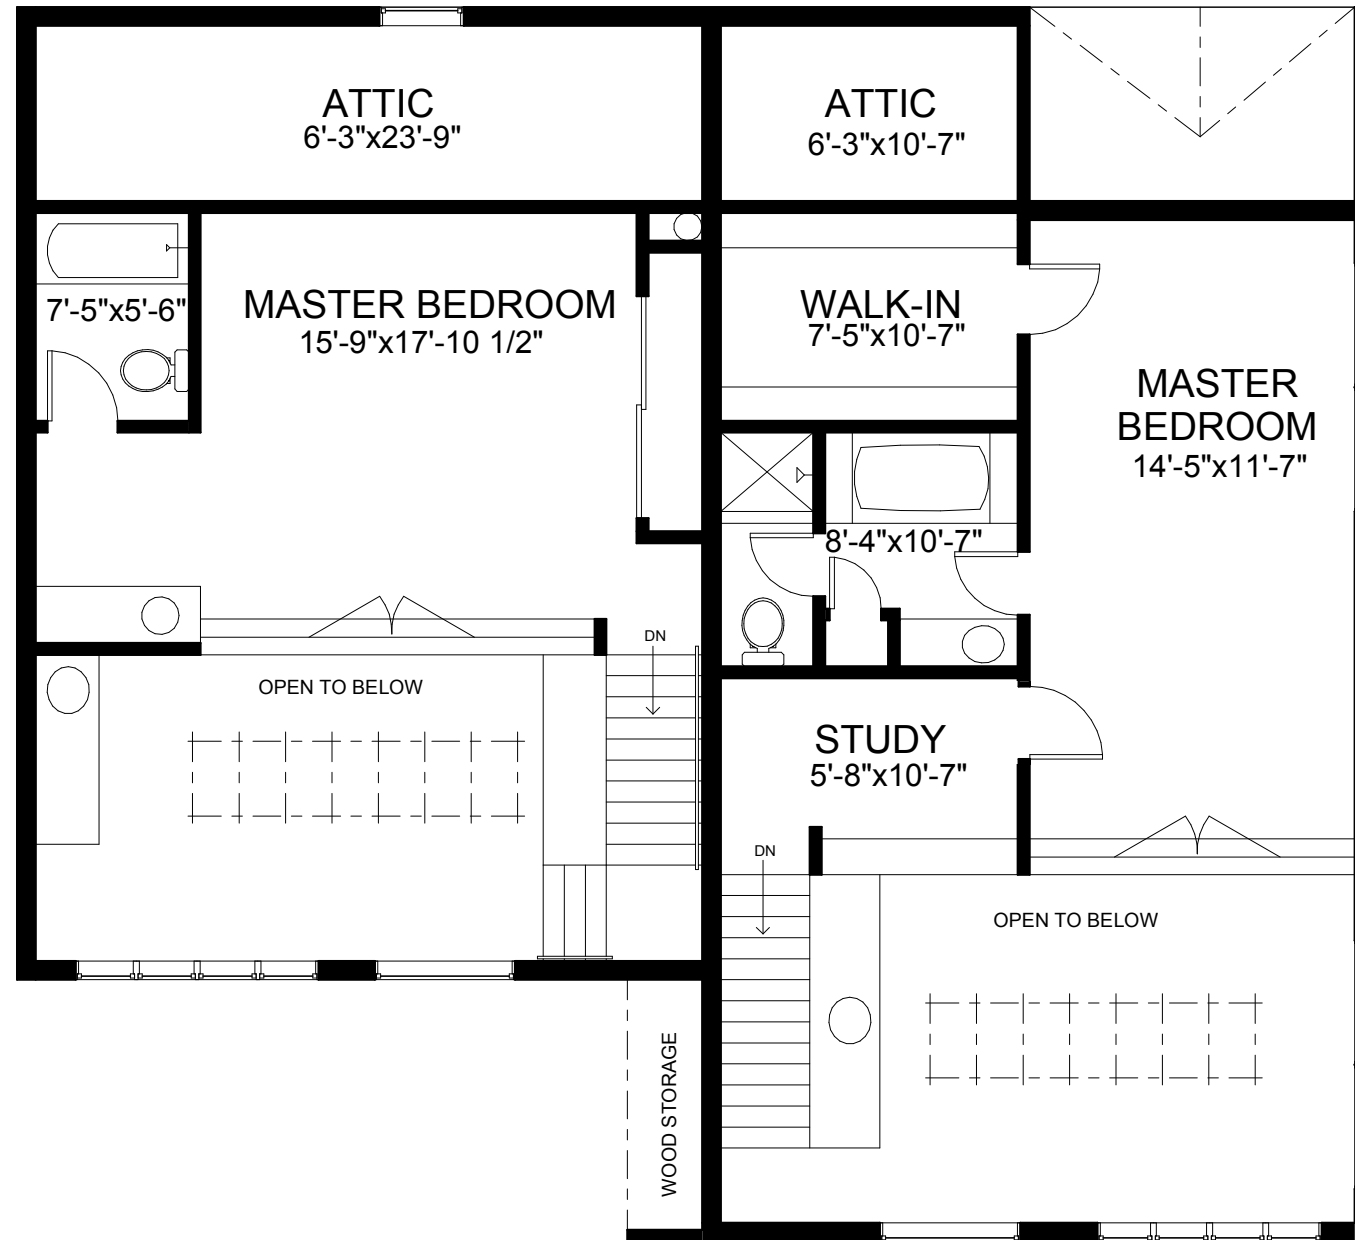 ATTIC
6'-3"x23'-9"
ATTIC
6'-3"x10'-7"
7'-5"x5'-6"
MASTER BEDROOM
15'-9"x17'-10 1/2"
WALK-IN
7'-5"x10'-7"
MASTER
BEDROOM
14'-5"x11'-7"
8'-4"x10'-7"
DN
OPEN TO BELOW
STUDY
5'-8"x10'-7"
DN
OPEN TO BELOW
WOOD STORAGE